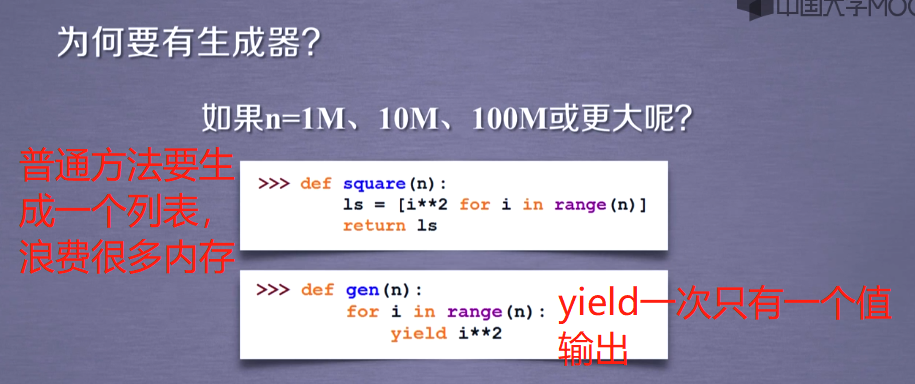 中国大学MOO
为何要有生成器？
如果n=1M、10M、100M或更大呢？
普通方法要生
成一个列表，
浪费很多内存
>>> def square(n):
ls = [i**2 for i in range(n)]
return ls
>>> def gen(n):
for i in range(n):
yield i**2
yield一次只有一个值
输出